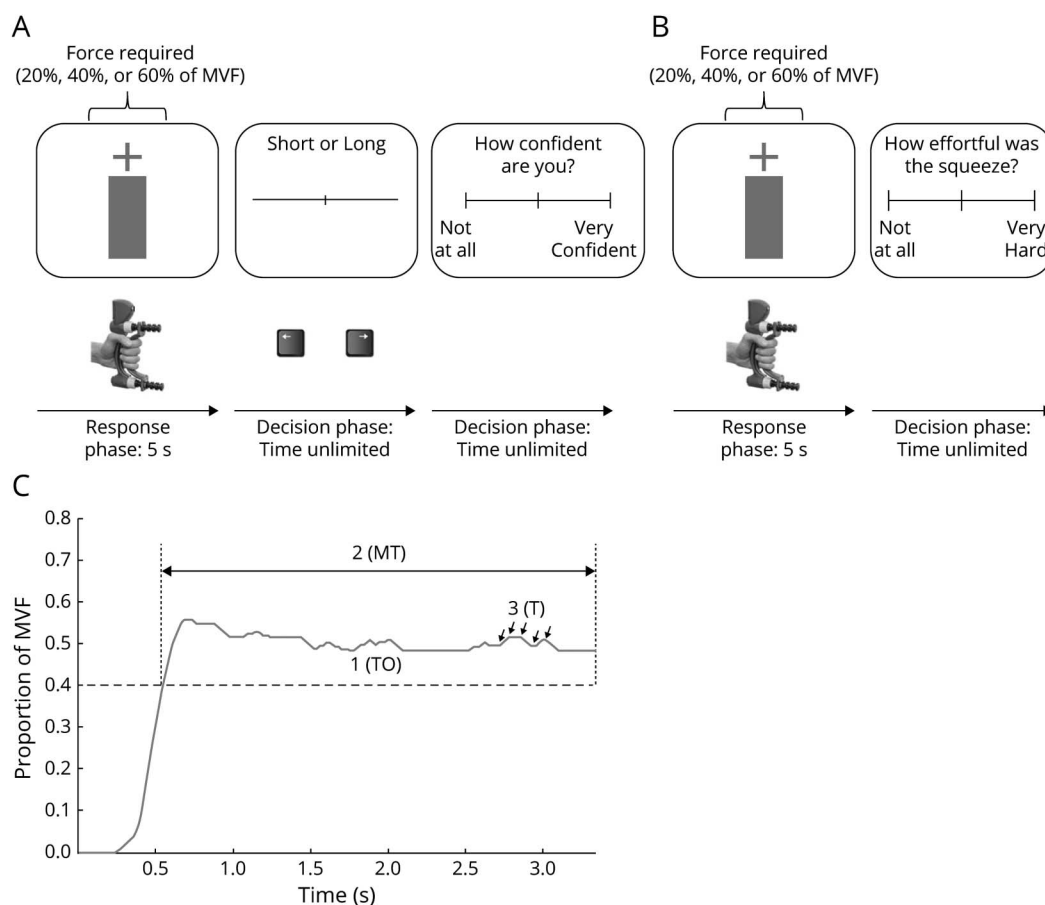 A
Force required
(20%, 40%, or 60% of MVF)
Short or Long
How confident
are you?
Not
at all
Very
Confident
←
→
Response
phase: 5 s
Decision phase:
Time unlimited
Decision phase:
Time unlimited
B
Force required
(20%, 40%, or 60% of MVF)
How effortful was
the squeeze?
Not
at all
Very
Hard
Response
phase: 5 s
Decision phase:
Time unlimited
C
Proportion of MVF
0.8
0.7
0.6
0.5
0.4
0.3
0.2
0.1
0.0
2 (MT)
3 (T)
1 (TO)
0.5
1.0
1.5
2.0
2.5
3.0
Time (s)